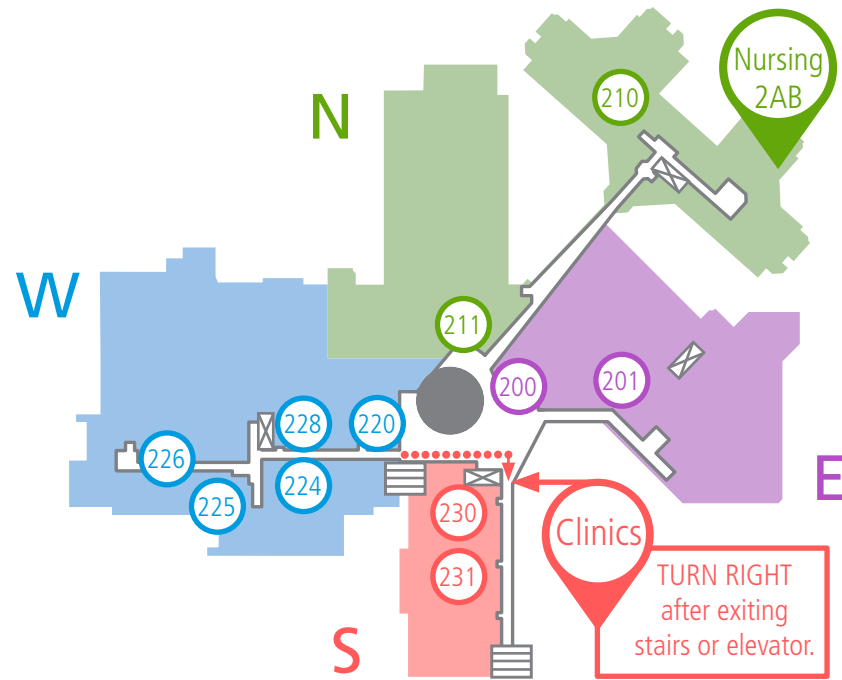 Nursing
2AB
210
N
W
211
200
201
220
228
226
224
225
E
230
Clinics
231
TURN RIGHT
after exiting
stairs or elevator.
S